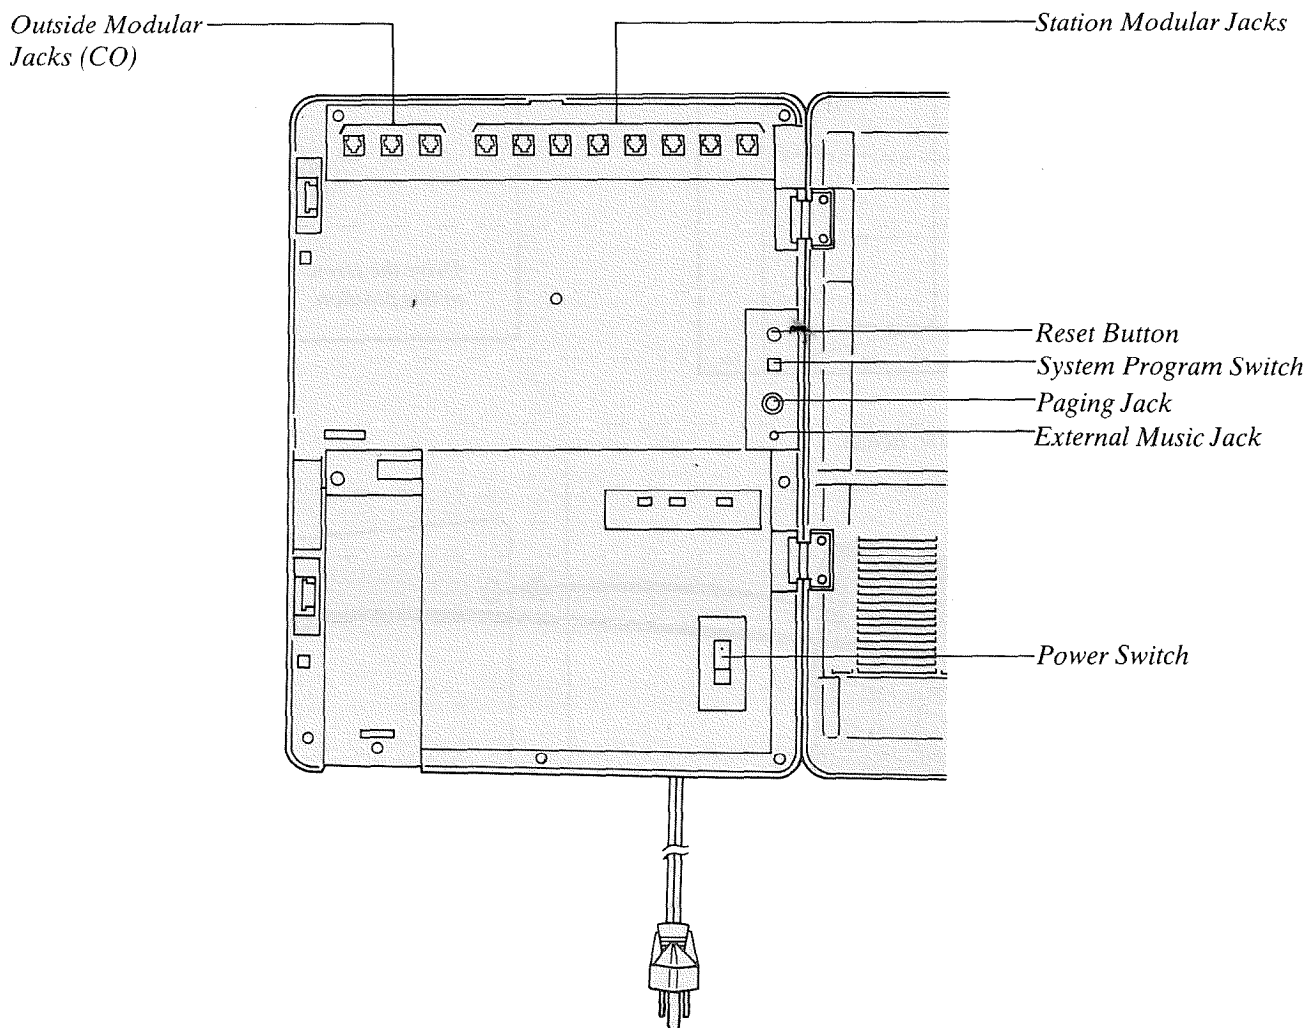 Outside Modular
Jacks (CO)
Station Modular Jacks
Reset Button
System Program Switch
Paging Jack
External Music Jack
Power Switch